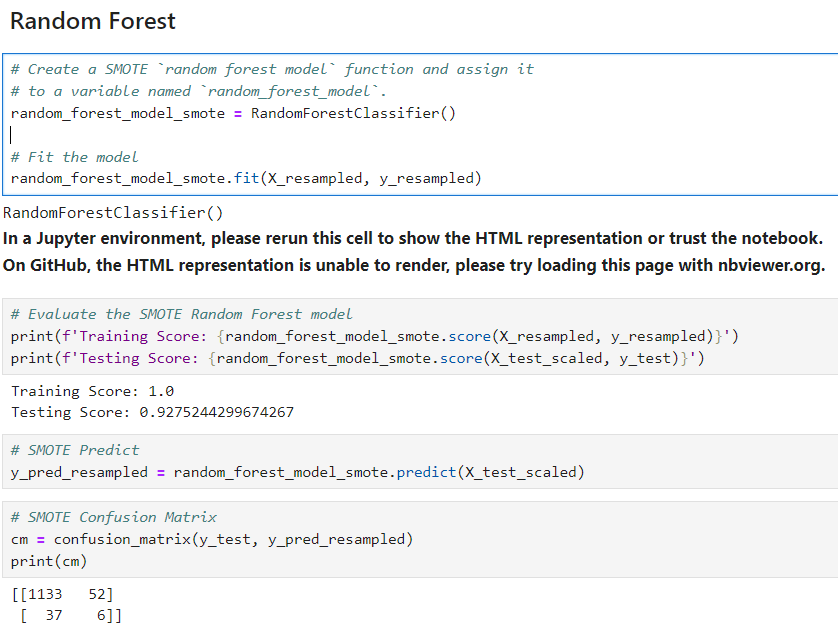 Random Forest
# Create a SMOTE `random forest model` function and assign it
# to a variable named `random_forest_model`.
random_forest_model_smote = RandomForestClassifier()
# Fit the model
random_forest_model_smote.fit(X_resampled, y_resampled)
RandomForestClassifier()
In a Jupyter environment, please rerun this cell to show the HTML representation or trust the notebook.
On GitHub, the HTML representation is unable to render, please try loading this page with nbviewer.org.
# Evaluate the SMOTE Random Forest model
print(f'Training Score: {random_forest_model_smote.score(X_resampled, y_resampled)}')
print(f'Testing Score: {random_forest_model_smote.score(X_test_scaled, y_test)}')
Training Score: 1.0
Testing Score: 0.9275244299674267
# SMOTE Predict
y_pred_resampled = random_forest_model_smote.predict(X_test_scaled)
# SMOTE Confusion Matrix
cm = confusion_matrix(y_test, y_pred_resampled)
print(cm)
[[1133   52]
 [  37    6]]